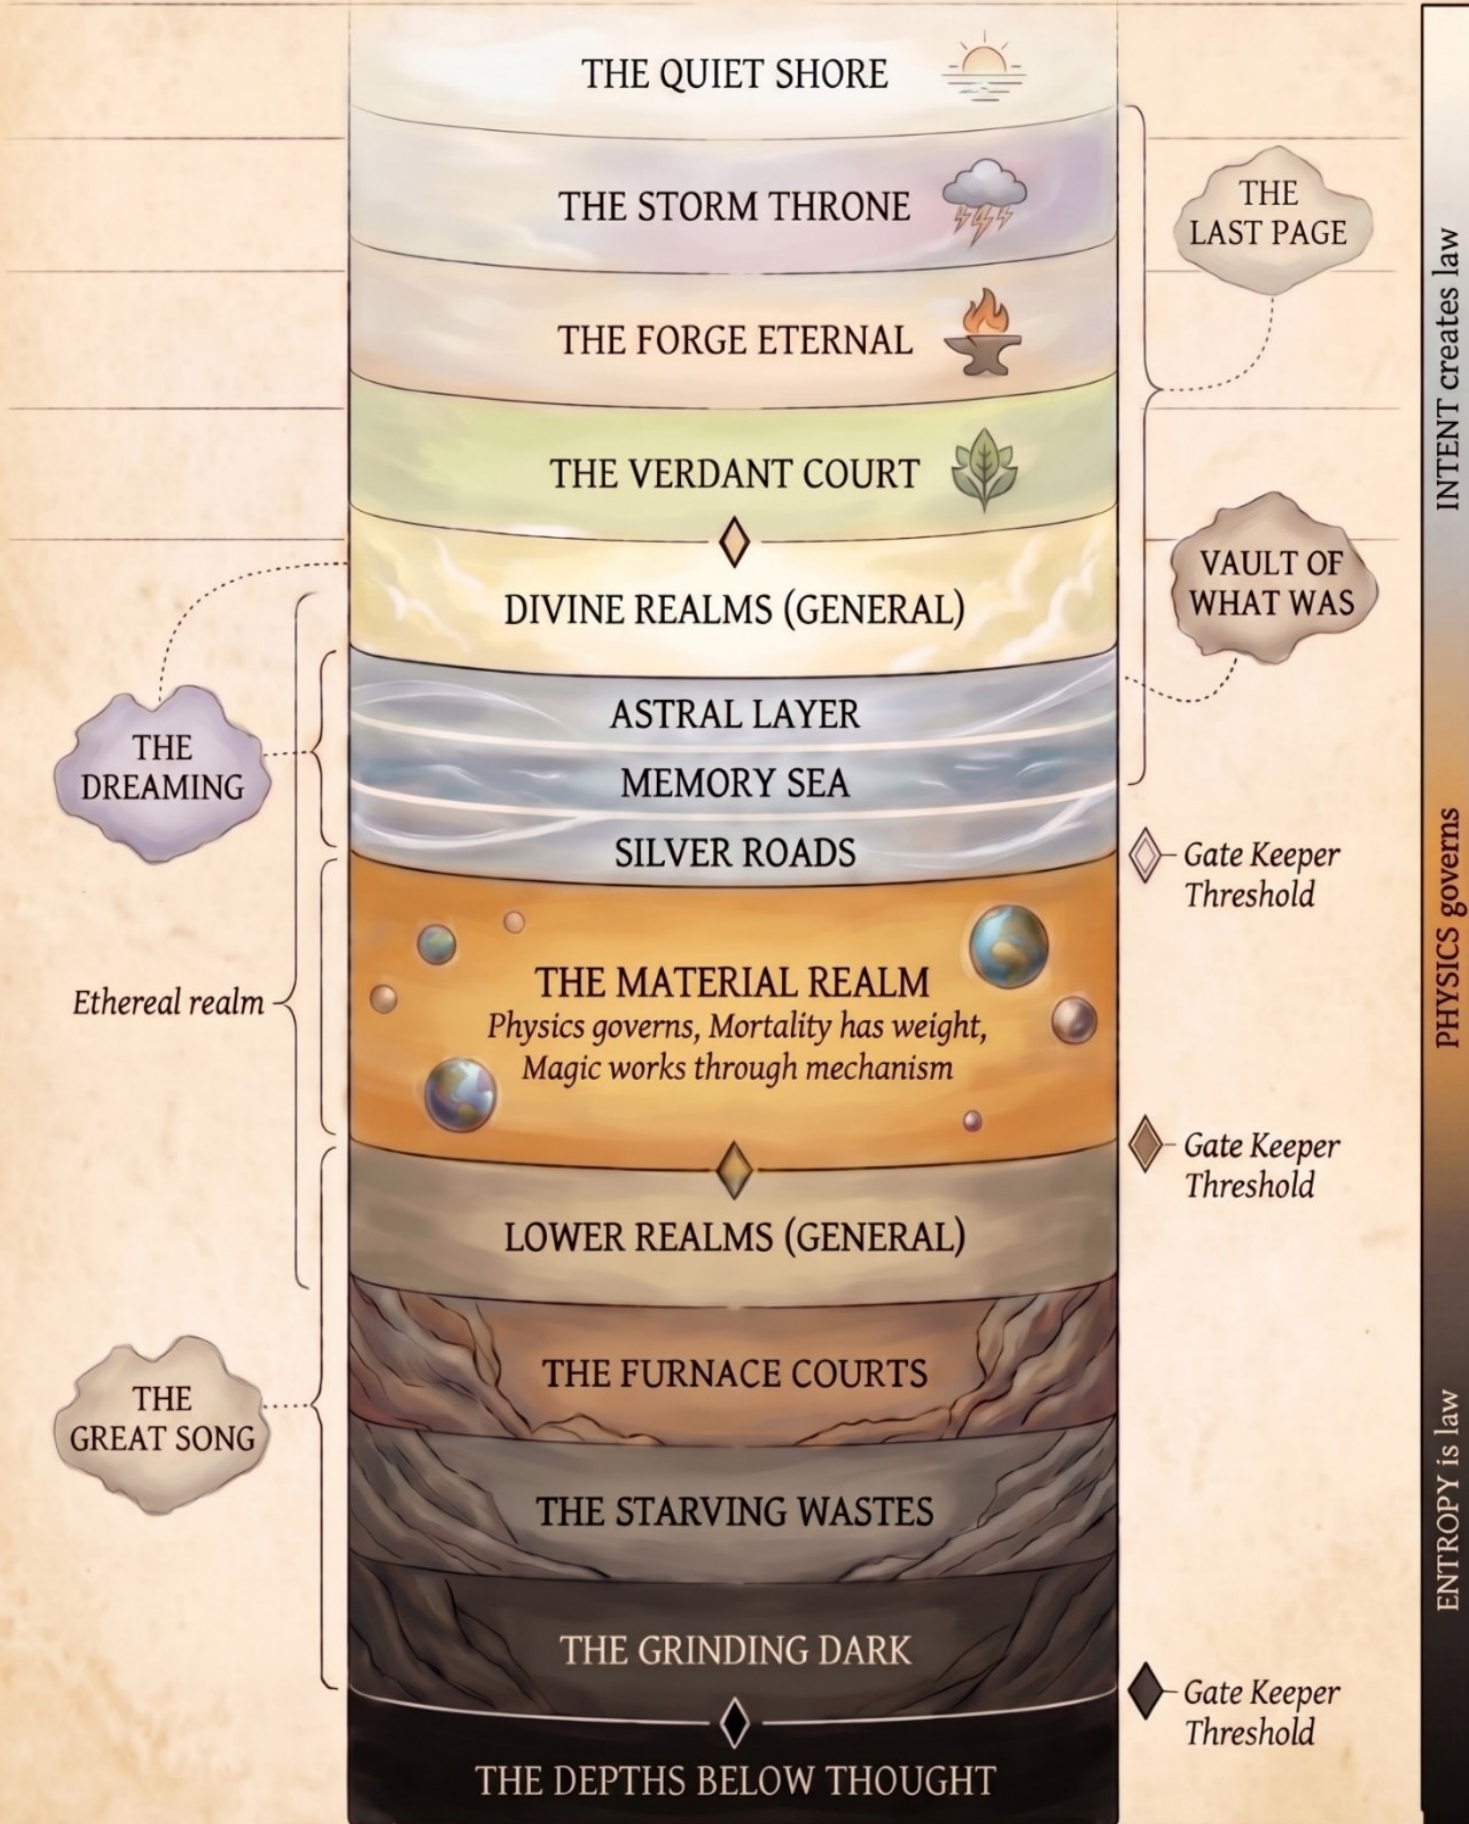 THE QUIET SHORE
THE STORM THRONE
THE
LAST PAGE
THE FORGE ETERNAL
INTENT creates law
THE VERDANT COURT
VAULT OF
WHAT WAS
DIVINE REALMS (GENERAL)
ASTRAL LAYER
THE
DREAMING
MEMORY SEA
SILVER ROADS
Gate Keeper
Threshold
PHYSICS governs
THE MATERIAL REALM
Physics governs, Mortality has weight,
Magic works through mechanism
Ethereal realm
Gate Keeper
Threshold
LOWER REALMS (GENERAL)
THE FURNACE COURTS
THE
GREAT SONG
ENTROPY is law
THE STARVING WASTES
THE GRINDING DARK
Gate Keeper
Threshold
THE DEPTHS BELOW THOUGHT